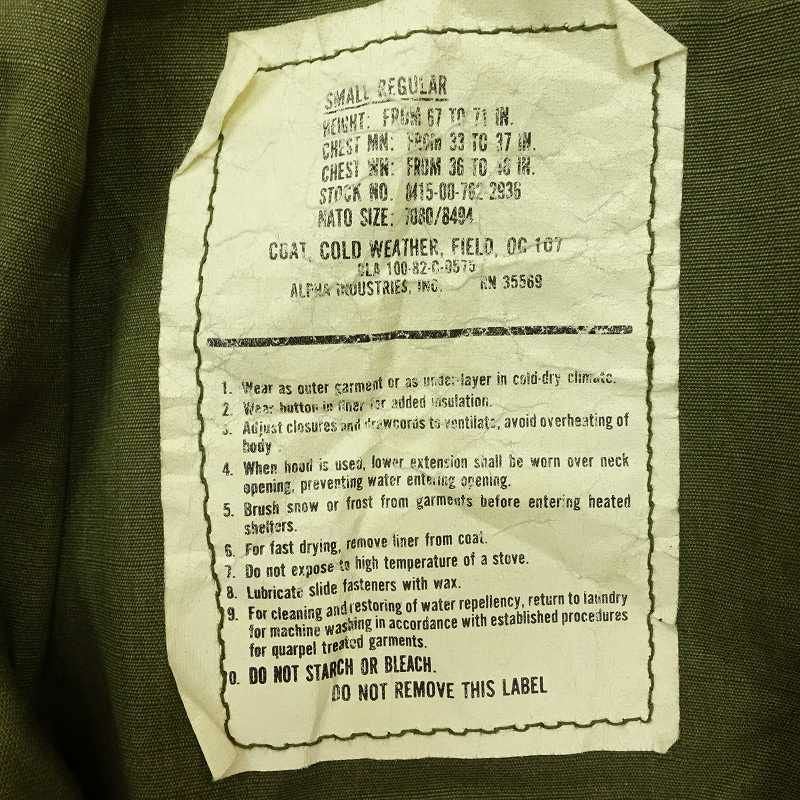 SMALL REGULAR
HEIGHT: FROM 67 TO 71 IN.
CHEST MN: FROM 33 TO 37 IN.
CHEST WN: FROM 36 TO 40 IN.
STOCK NO. 8415-00-782-2936
NATO SIZE: 7080/8494
COAT, COLD WEATHER, FIELD, OG-107
DLA 100-82-C-0575
ALPHA INDUSTRIES, INC. RN 35569
1. Wear as outer garment or as under-layer in cold-dry climate.
2. Wear button in liner for added insulation.
3. Adjust closures and drawcords to ventilate, avoid overheating of
body.
4. When hood is used, lower extension shall be worn over neck
opening, preventing water entering opening.
5. Brush snow or frost from garments before entering heated
shelters.
6. For fast drying, remove liner from coat.
7. Do not expose to high temperature of a stove.
8. Lubricate slide fasteners with wax.
9. For cleaning and restoring of water repellency, return to laundry
for machine washing in accordance with established procedures
for quarpel treated garments.
0. DO NOT STARCH OR BLEACH.
DO NOT REMOVE THIS LABEL